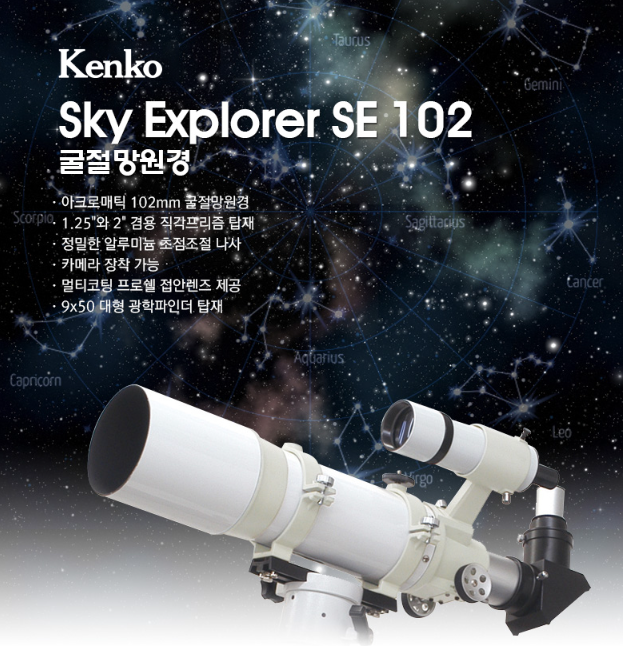 Taurus
Kenko
Gemini
Sky Explorer SE 102
굴절망원경
· 아크로매틱 102mm 굴절망원경
Scorpio
· 1.25"와 2" 겸용 직각프리즘 탑재
Sagittarius
· 정밀한 알루미늄 초점조절 나사
· 카메라 장착 가능
· 멀티코팅 프로쉘 접안렌즈 제공
Cancer
· 9x50 대형 광학파인더 탑재
Aquarius
Capricorn
Leo
Virgo